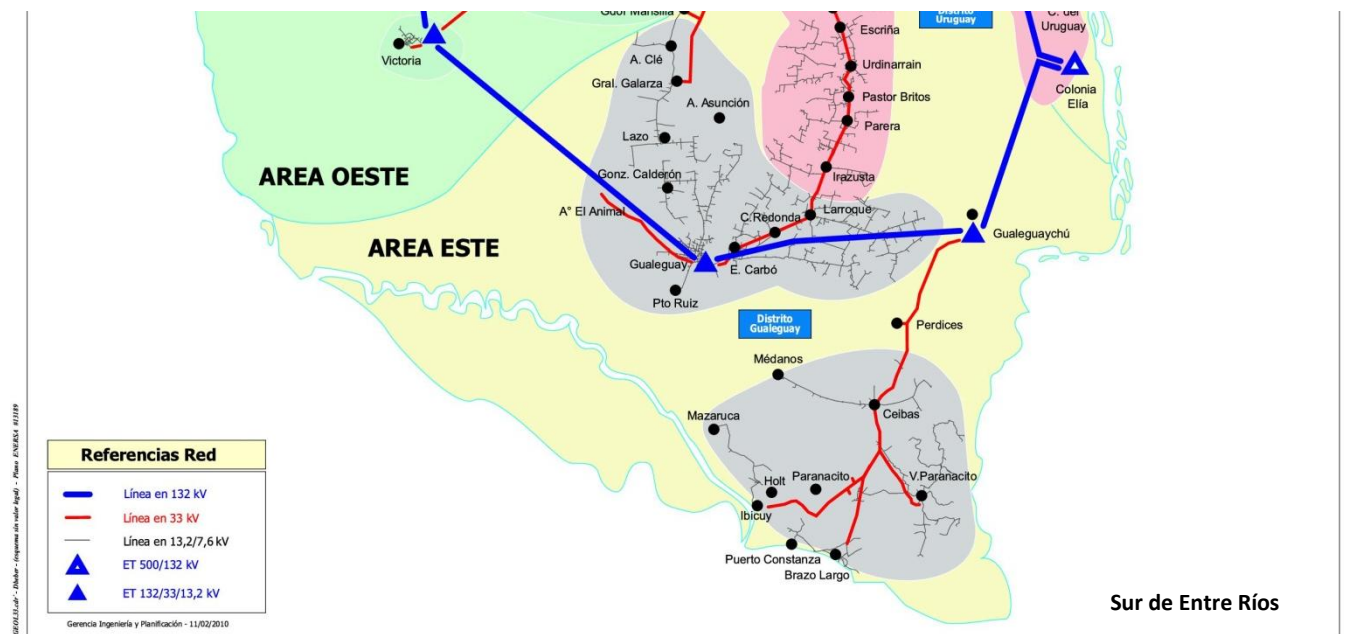 Gdor Mansilla
Distrito
Uruguay
C. del
Uruguay
Escriña
Victoria
A. Clé
Urdinarrain
Gral. Galarza
Colonia
Elía
A. Asunción
Pastor Britos
Parera
Lazo
AREA OESTE
Gonz. Calderón
Irazusta
A° El Animal
C.Redonda
Larroque
Gualeguaychú
AREA ESTE
Gualeguay
E. Carbó
Pto Ruiz
Distrito
Gualeguay
Perdices
Médanos
Mazaruca
Ceibas
Referencias Red
Línea en 132 kV
Línea en 33 kV
Línea en 13,2/7,6 kV
ET 500/132 kV
ET 132/33/13,2 kV
Paranacito
V.Paranacito
Holt
Ibicuy
Puerto Constanza
Brazo Largo
Sur de Entre Ríos
Gerencia Ingeniería y Planificación - 11/02/2010